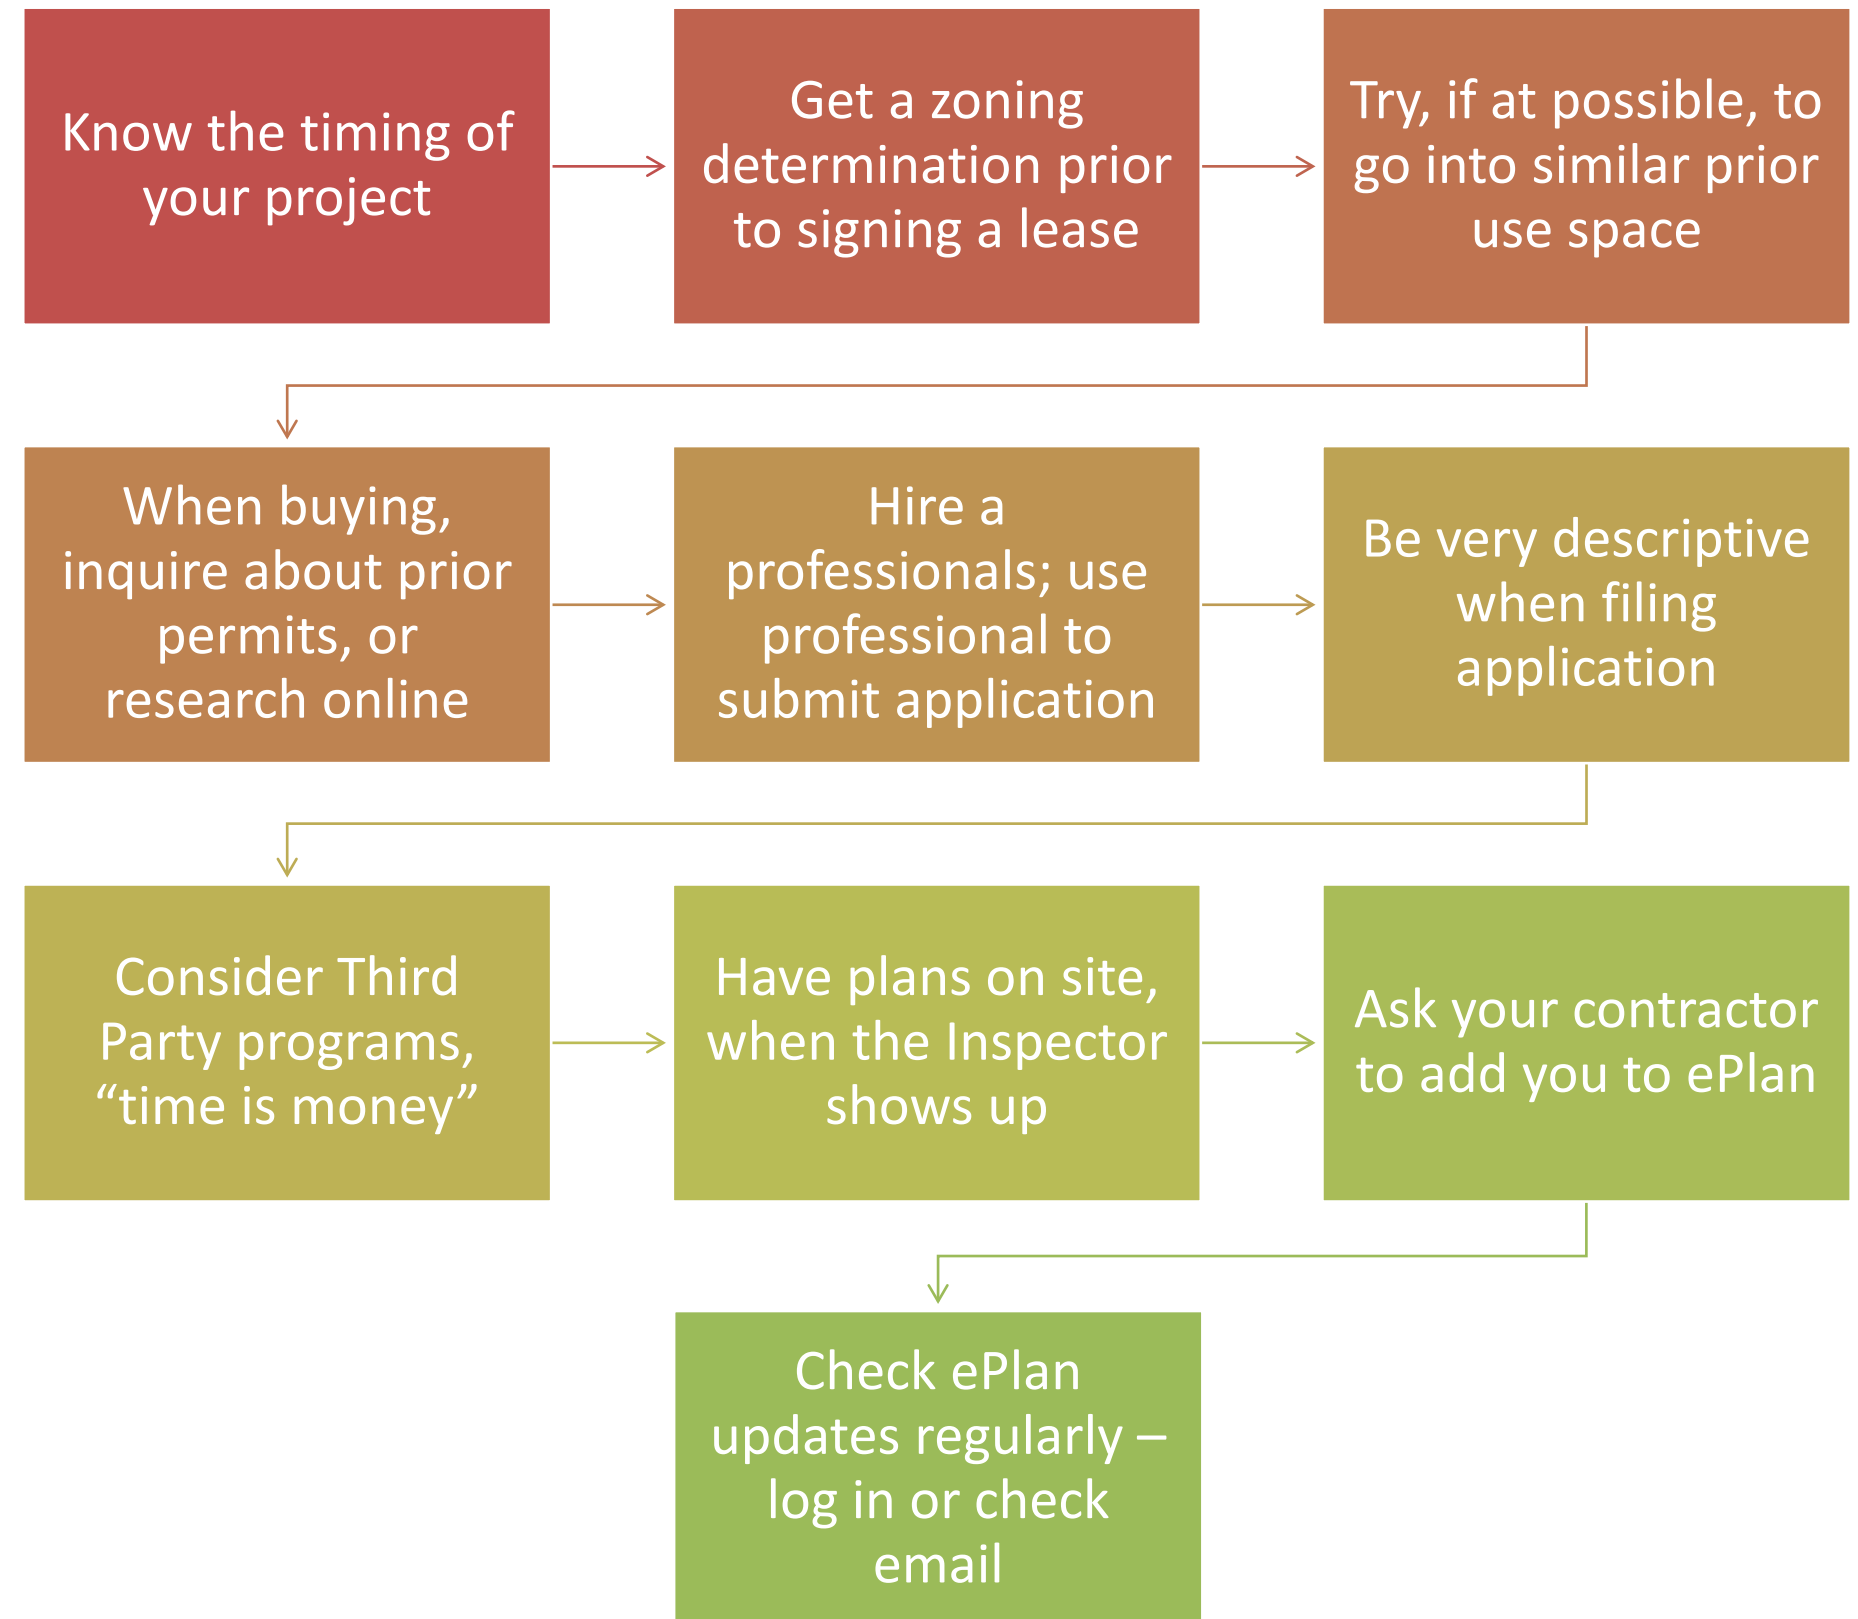 Know the timing of
your project
Get a zoning
determination prior
to signing a lease
Try, if at possible, to
go into similar prior
use space
When buying,
inquire about prior
permits, or
research online
Hire a
professionals; use
professional to
submit application
Be very descriptive
when filing
application
Consider Third
Party programs,
“time is money”
Have plans on site,
when the Inspector
shows up
Ask your contractor
to add you to ePlan
Check ePlan
updates regularly –
log in or check
email